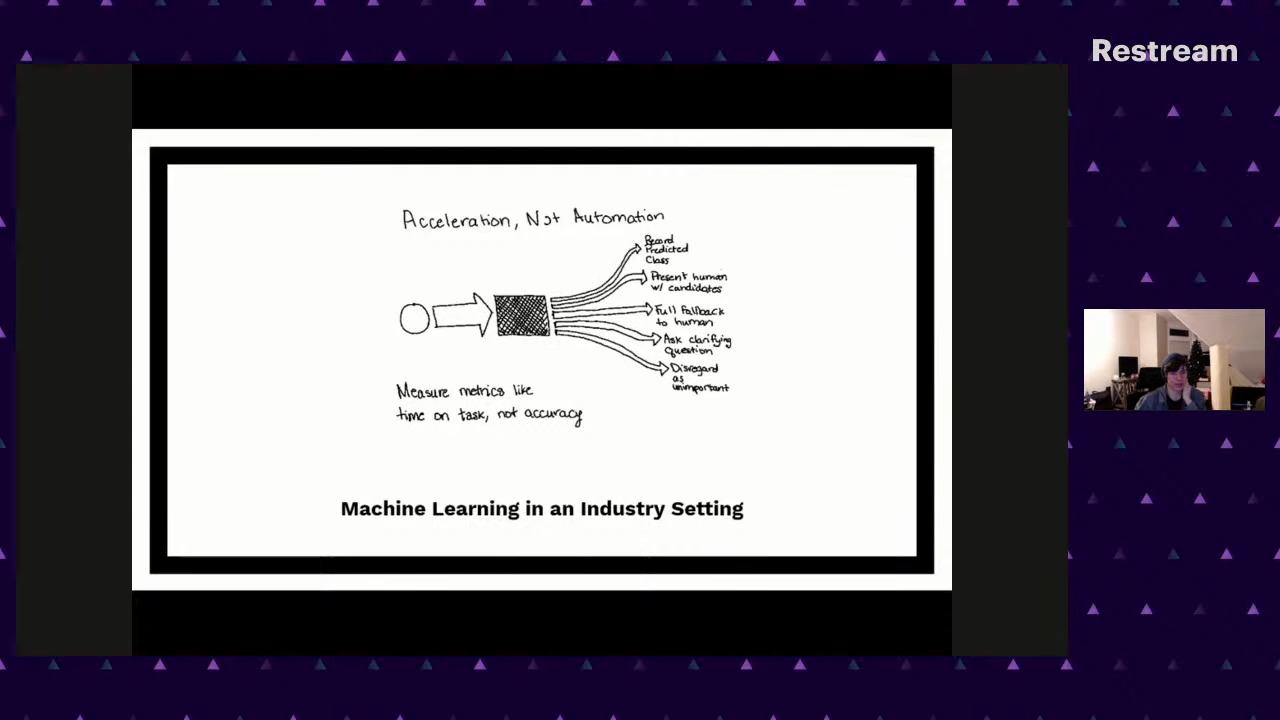 Restream
Acceleration, Not Automation
Record
Predicted
Class
Present human
w/ candidates
Full fallback
to human
Ask clarifying
question
Disregard
as
unimportant
Measure metrics like
time on task, not accuracy
Machine Learning in an Industry Setting